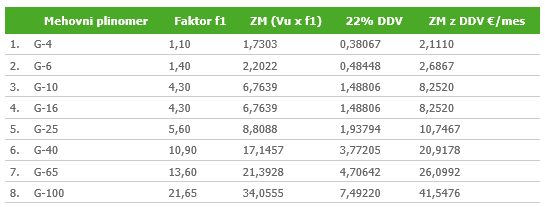 Mehovni plinomer Faktor f1 ZM (Vu x f1) 22% DDV ZM z DDV €/mes
1. G-4 1,10 1,7303 0,38067 2,1110
2. G-6 1,40 2,2022 0,48448 2,6867
3. G-10 4,30 6,7639 1,48806 8,2520
4. G-16 4,30 6,7639 1,48806 8,2520
5. G-25 5,60 8,8088 1,93794 10,7467
6. G-40 10,90 17,1457 3,77205 20,9178
7. G-65 13,60 21,3928 4,70642 26,0992
8. G-100 21,65 34,0555 7,49220 41,5476